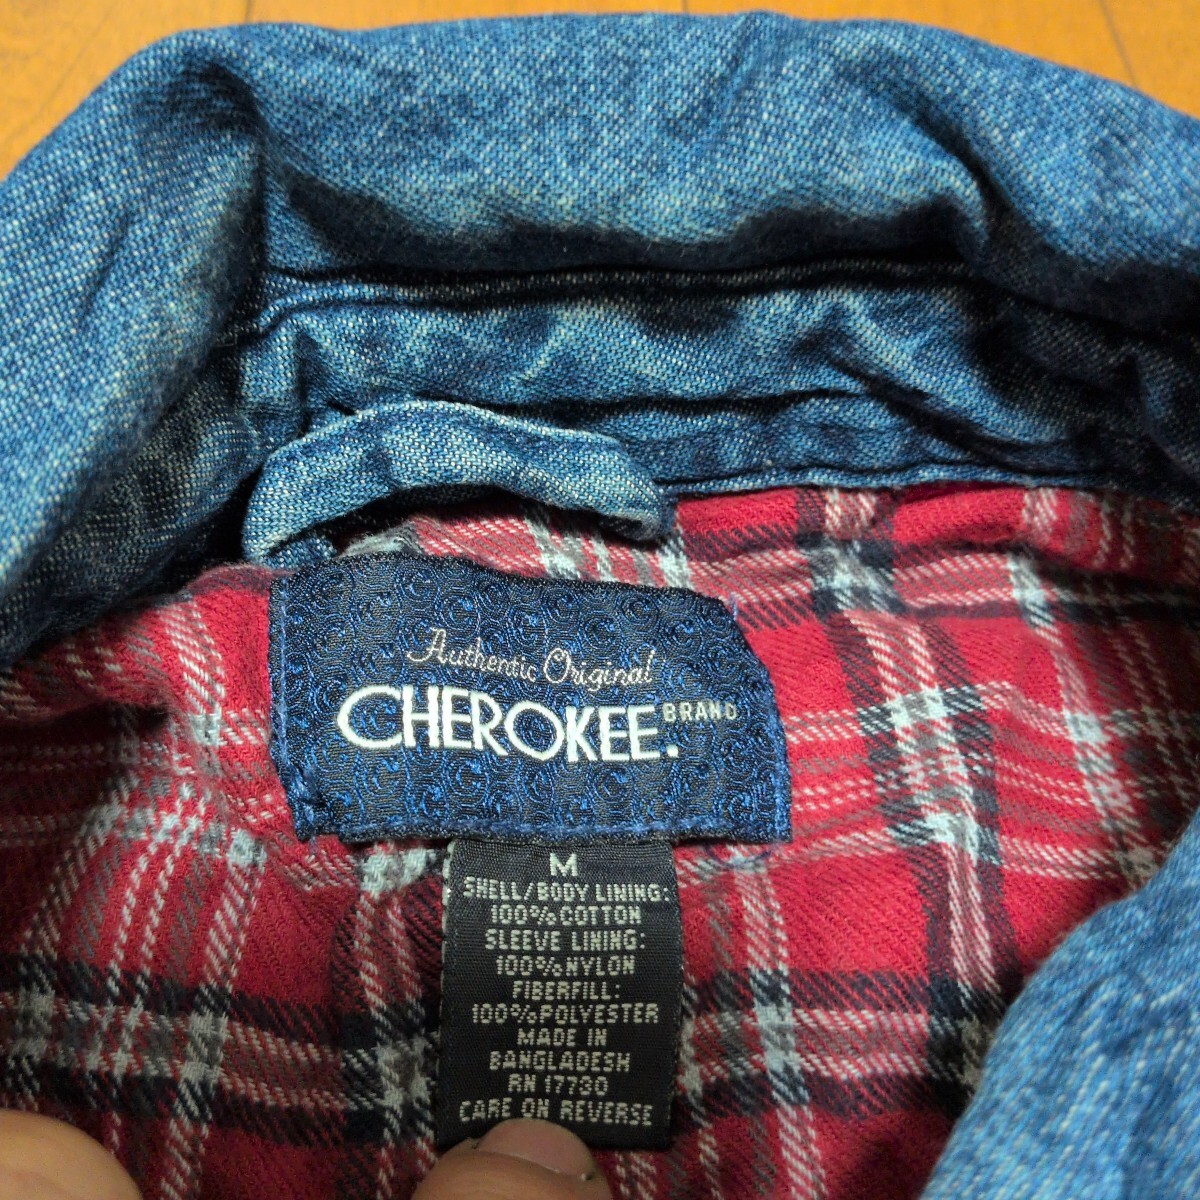 Authentic Original
CHEROKEE. BRAND
M
SHELL/BODY LINING:
100% COTTON
SLEEVE LINING:
100% NYLON
FIBERFILL:
100% POLYESTER
MADE IN
BANGLADESH
RN 17730
CARE ON REVERSE